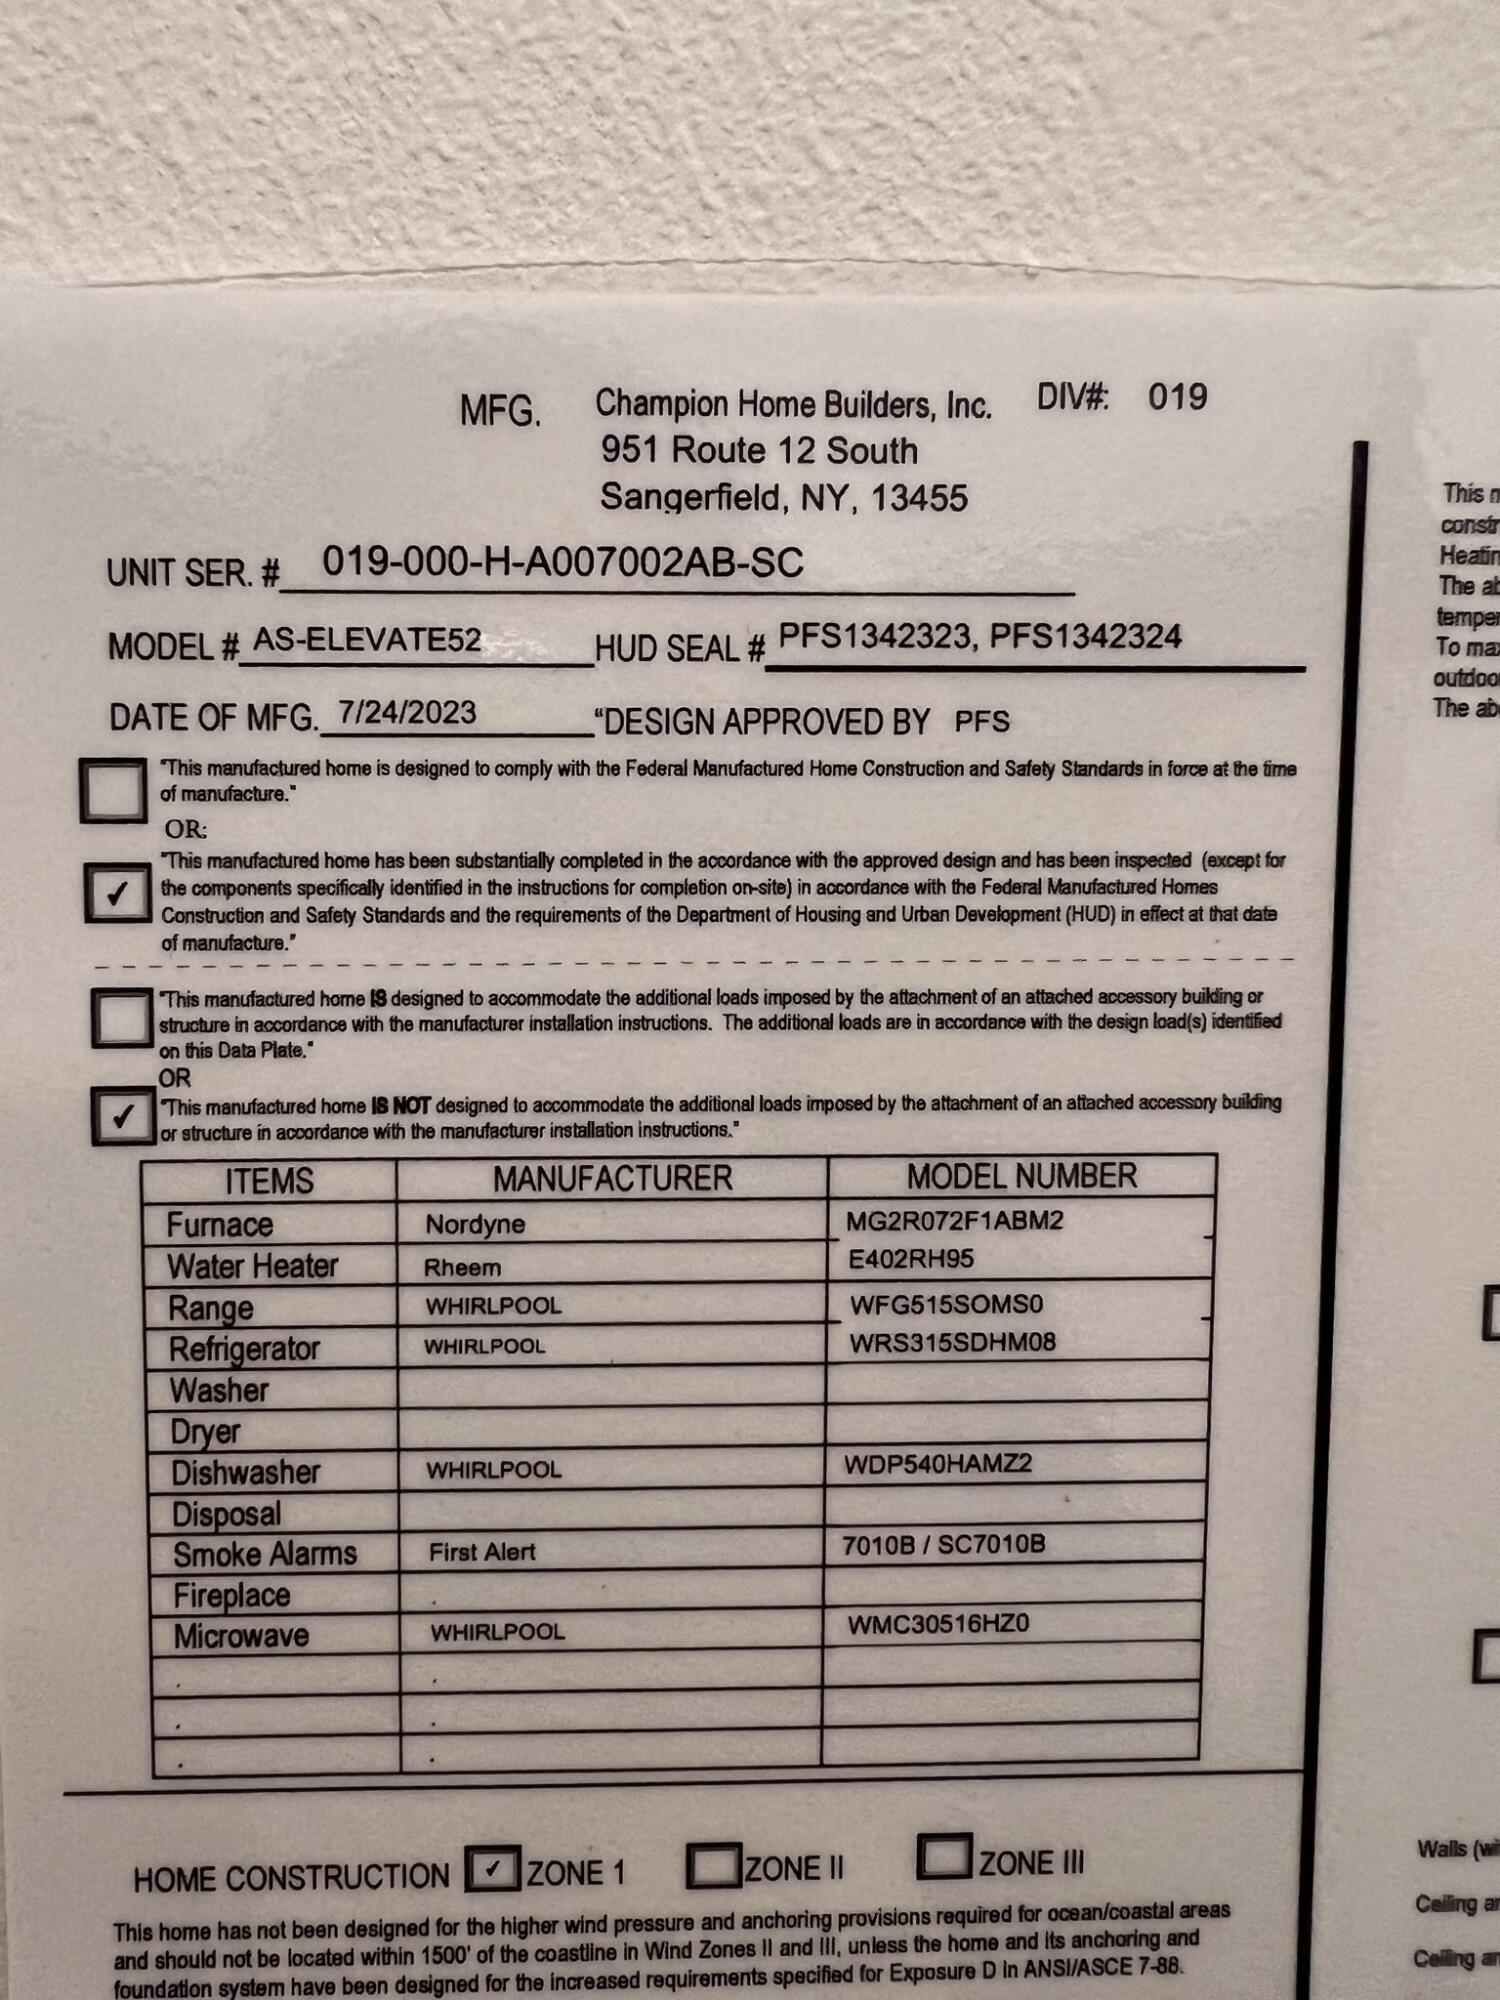 MFG. Champion Home Builders, Inc. DIV#: 019
951 Route 12 South
Sangerfield, NY, 13455
UNIT SER. # 019-000-H-A007002AB-SC
MODEL # AS-ELEVATE52 HUD SEAL # PFS1342323, PFS1342324
DATE OF MFG. 7/24/2023 "DESIGN APPROVED BY PFS
"This manufactured home is designed to comply with the Federal Manufactured Home Construction and Safety Standards in force at the time
of manufacture."
OR:
"This manufactured home has been substantially completed in the accordance with the approved design and has been inspected (except for
✓ the components specifically identified in the instructions for completion on-site) in accordance with the Federal Manufactured Homes
Construction and Safety Standards and the requirements of the Department of Housing and Urban Development (HUD) in effect at that date
of manufacture."
"This manufactured home IS designed to accommodate the additional loads imposed by the attachment of an attached accessory building or
structure in accordance with the manufacturer installation instructions. The additional loads are in accordance with the design load(s) identified
on this Data Plate."
OR
✓ "This manufactured home IS NOT designed to accommodate the additional loads imposed by the attachment of an attached accessory building
or structure in accordance with the manufacturer installation instructions."
ITEMS MANUFACTURER MODEL NUMBER
Furnace Nordyne MG2R072F1ABM2
Water Heater Rheem E402RH95
Range WHIRLPOOL WFG515SOMS0
Refrigerator WHIRLPOOL WRS315SDHM08
Washer
Dryer
Dishwasher WHIRLPOOL WDP540HAMZ2
Disposal
Smoke Alarms First Alert 7010B / SC7010B
Fireplace .
Microwave WHIRLPOOL WMC30516HZ0
. .
. .
. .
HOME CONSTRUCTION ✓ ZONE 1 ZONE II ZONE III
This home has not been designed for the higher wind pressure and anchoring provisions required for ocean/coastal areas
and should not be located within 1500' of the coastline in Wind Zones II and III, unless the home and its anchoring and
foundation system have been designed for the increased requirements specified for Exposure D in ANSI/ASCE 7-88.
This
The
To
The
Walls
Ceiling
Ceiling